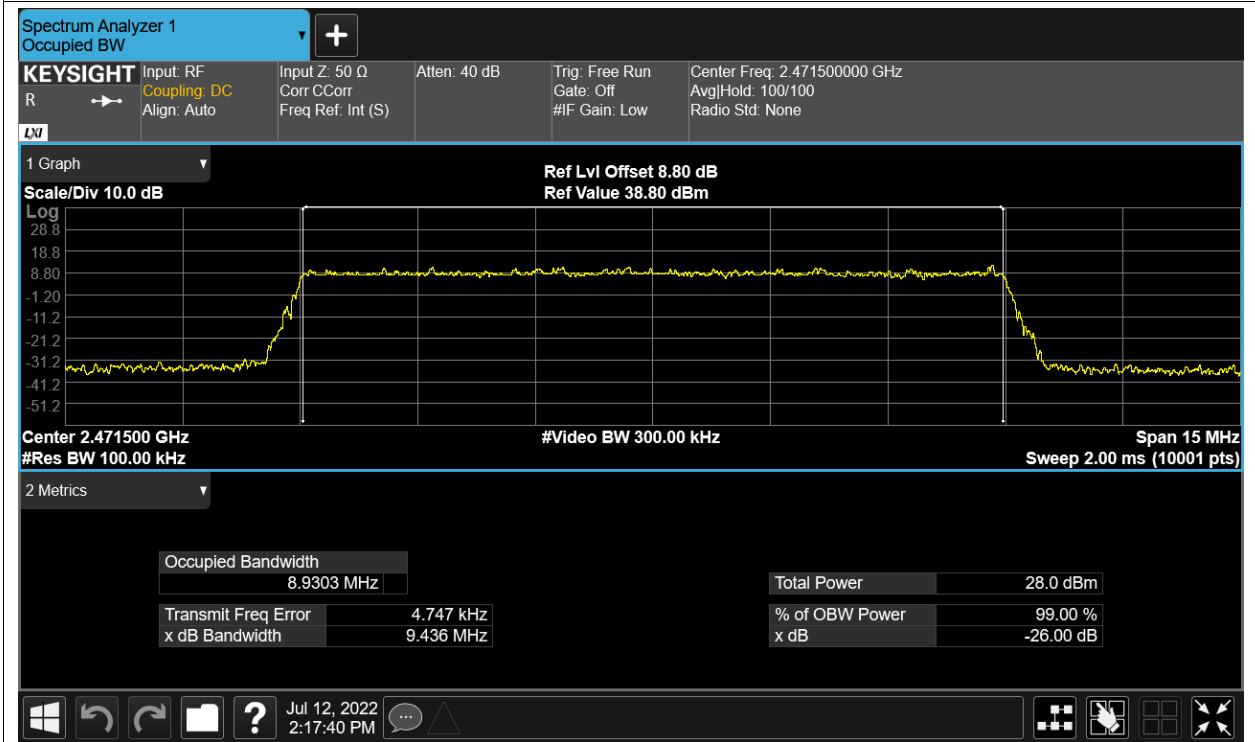 Spectrum Analyzer 1
Occupied BW
▼
+
KEYSIGHT Input: RF Input Z: 50 Ω Atten: 40 dB Trig: Free Run Center Freq: 2.471500000 GHz
R Coupling: DC Corr CCorr Gate: Off Avg|Hold: 100/100
Align: Auto Freq Ref: Int (S) #IF Gain: Low Radio Std: None
LXI
1 Graph ▼
Ref Lvl Offset 8.80 dB
Scale/Div 10.0 dB Ref Value 38.80 dBm
Log
28.8
18.8
8.80
-1.20
-11.2
-21.2
-31.2
-41.2
-51.2
Center 2.471500 GHz #Video BW 300.00 kHz Span 15 MHz
#Res BW 100.00 kHz Sweep 2.00 ms (10001 pts)
2 Metrics ▼
Occupied Bandwidth
8.9303 MHz Total Power 28.0 dBm
Transmit Freq Error 4.747 kHz % of OBW Power 99.00 %
x dB Bandwidth 9.436 MHz x dB -26.00 dB
? Jul 12, 2022
2:17:40 PM